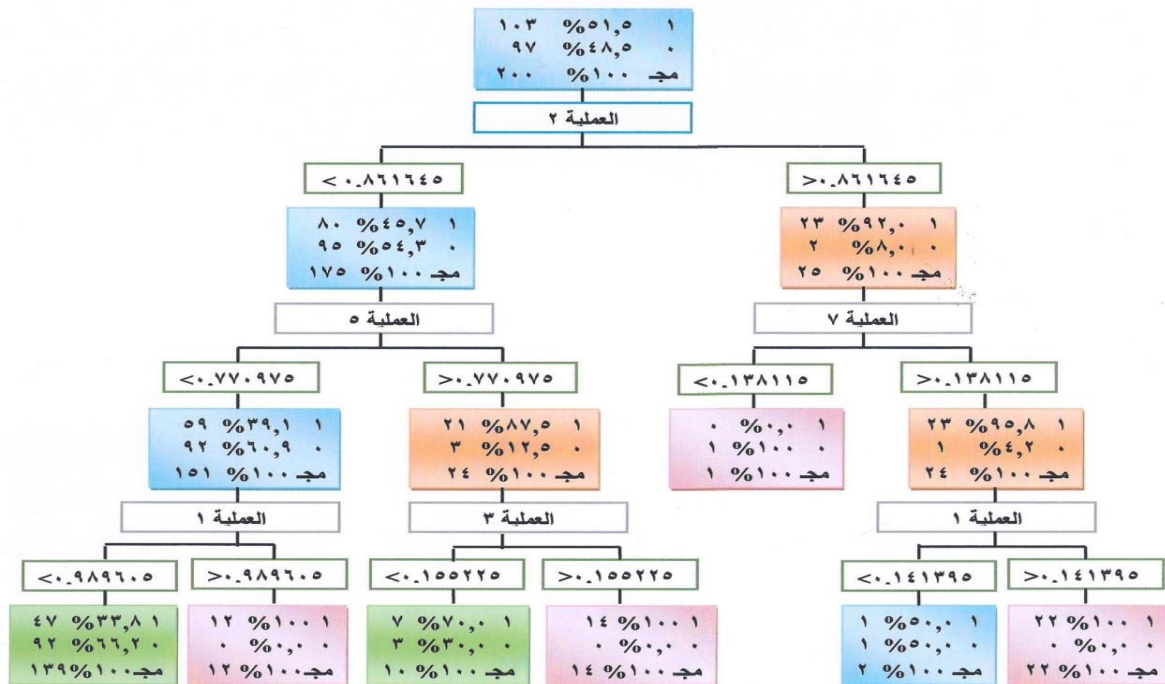 ١ ٥١,٥% ١٠٣
٠ ٤٨,٥% ٩٧
مجـ ١٠٠% ٢٠٠
العملية ٢
<٠.٨٦١٦٤٥
>٠.٨٦١٦٤٥
١ ٤٥,٧% ٨٠
٠ ٥٤,٣% ٩٥
مجـ ١٠٠% ١٧٥
١ ٩٢,٠% ٢٣
٠ ٨,٠% ٢
مجـ ١٠٠% ٢٥
العملية ٥
العملية ٧
<٠.٧٧٠٩٧٥
>٠.٧٧٠٩٧٥
<٠.١٣٨١١٥
>٠.١٣٨١١٥
١ ٣٩,١% ٥٩
٠ ٦٠,٩% ٩٢
مجـ ١٠٠% ١٥١
١ ٨٧,٥% ٢١
٠ ١٢,٥% ٣
مجـ ١٠٠% ٢٤
١ ٠,٠% ٠
٠ ١٠٠% ١
مجـ ١٠٠% ١
١ ٩٥,٨% ٢٣
٠ ٤,٢% ١
مجـ ١٠٠% ٢٤
العملية ١
العملية ٣
العملية ١
<٠.٩٨٩٦٠٥
>٠.٩٨٩٦٠٥
<٠.١٥٥٢٢٥
>٠.١٥٥٢٢٥
<٠.١٤١٣٩٥
>٠.١٤١٣٩٥
١ ٣٣,٨% ٤٧
٠ ٦٦,٢% ٩٢
مجـ ١٠٠% ١٣٩
١ ١٠٠% ١٢
٠ ٠,٠% ٠
مجـ ١٠٠% ١٢
١ ٧٠,٠% ٧
٠ ٣٠,٠% ٣
مجـ ١٠٠% ١٠
١ ١٠٠% ١٤
٠ ٠,٠% ٠
مجـ ١٠٠% ١٤
١ ٥٠,٠% ١
٠ ٥٠,٠% ١
مجـ ١٠٠% ٢
١ ١٠٠% ٢٢
٠ ٠,٠% ٠
مجـ ١٠٠% ٢٢